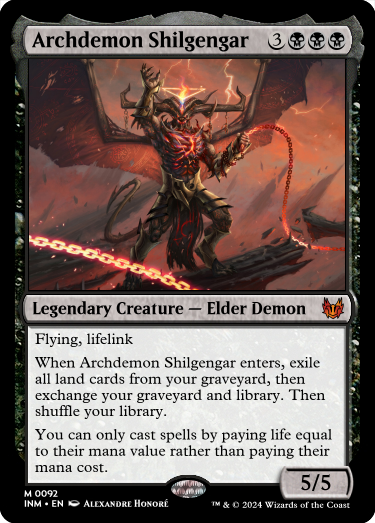 Archdemon Shilgengar 3
Legendary Creature — Elder Demon
Flying, lifelink
When Archdemon Shilgengar enters, exile
all land cards from your graveyard, then
exchange your graveyard and library. Then
shuffle your library.
You can only cast spells by paying life equal
to their mana value rather than paying their
mana cost.
5/5
M 0092
INM • EN Alexandre Honoré
™ & © 2024 Wizards of the Coast